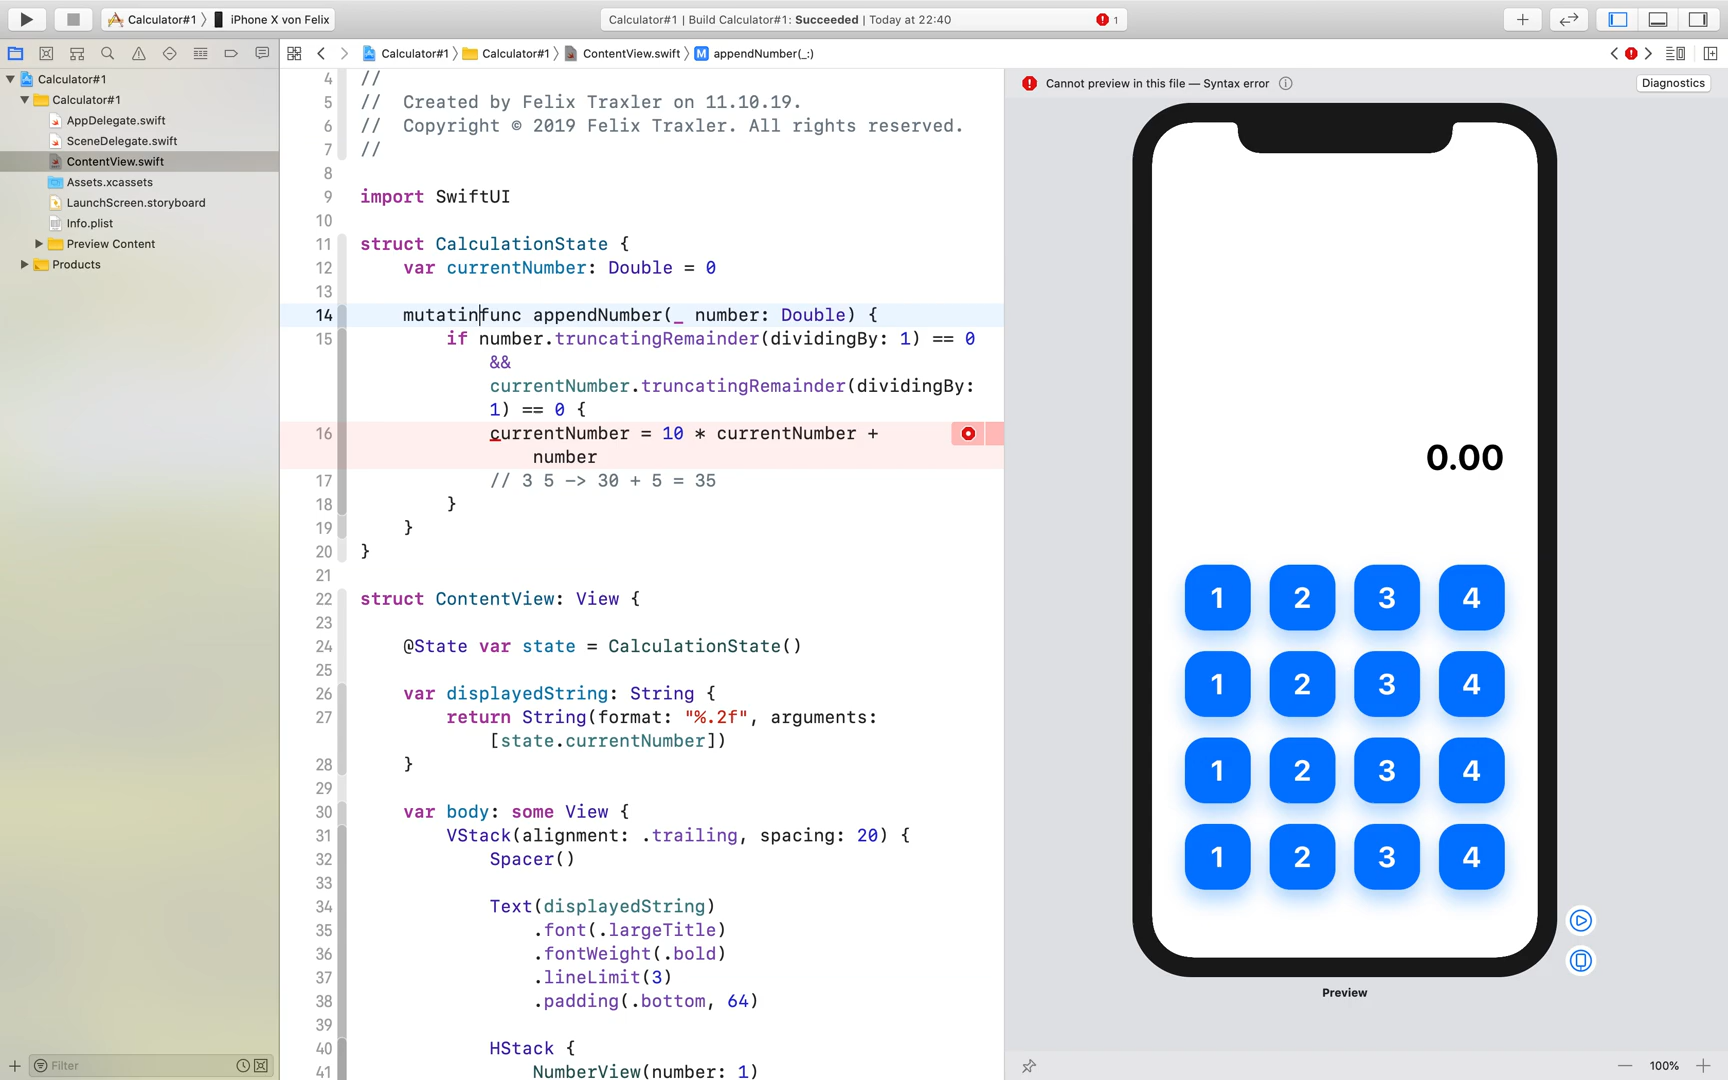 Calculator#1 〉 iPhone X von Felix
Calculator#1 | Build Calculator#1: Succeeded | Today at 22:40
1
Calculator#1 〉 Calculator#1 〉 ContentView.swift 〉 M appendNumber(_:)
Calculator#1
Calculator#1
AppDelegate.swift
SceneDelegate.swift
ContentView.swift
Assets.xcassets
LaunchScreen.storyboard
Info.plist
Preview Content
Products
Filter
4 //
5 //  Created by Felix Traxler on 11.10.19.
6 //  Copyright © 2019 Felix Traxler. All rights reserved.
7 //
8
9 import SwiftUI
10
11 struct CalculationState {
12     var currentNumber: Double = 0
13
14     mutatinfunc appendNumber(_ number: Double) {
15         if number.truncatingRemainder(dividingBy: 1) == 0
&&
currentNumber.truncatingRemainder(dividingBy:
1) == 0 {
16             currentNumber = 10 * currentNumber +
number
17             // 3 5 -> 30 + 5 = 35
18         }
19     }
20 }
21
22 struct ContentView: View {
23
24     @State var state = CalculationState()
25
26     var displayedString: String {
27         return String(format: "%.2f", arguments:
[state.currentNumber])
28     }
29
30     var body: some View {
31         VStack(alignment: .trailing, spacing: 20) {
32             Spacer()
33
34             Text(displayedString)
35                 .font(.largeTitle)
36                 .fontWeight(.bold)
37                 .lineLimit(3)
38                 .padding(.bottom, 64)
39
40             HStack {
41                 NumberView(number: 1)
Cannot preview in this file — Syntax error
Diagnostics
0.00
1 2 3 4
1 2 3 4
1 2 3 4
1 2 3 4
Preview
100%